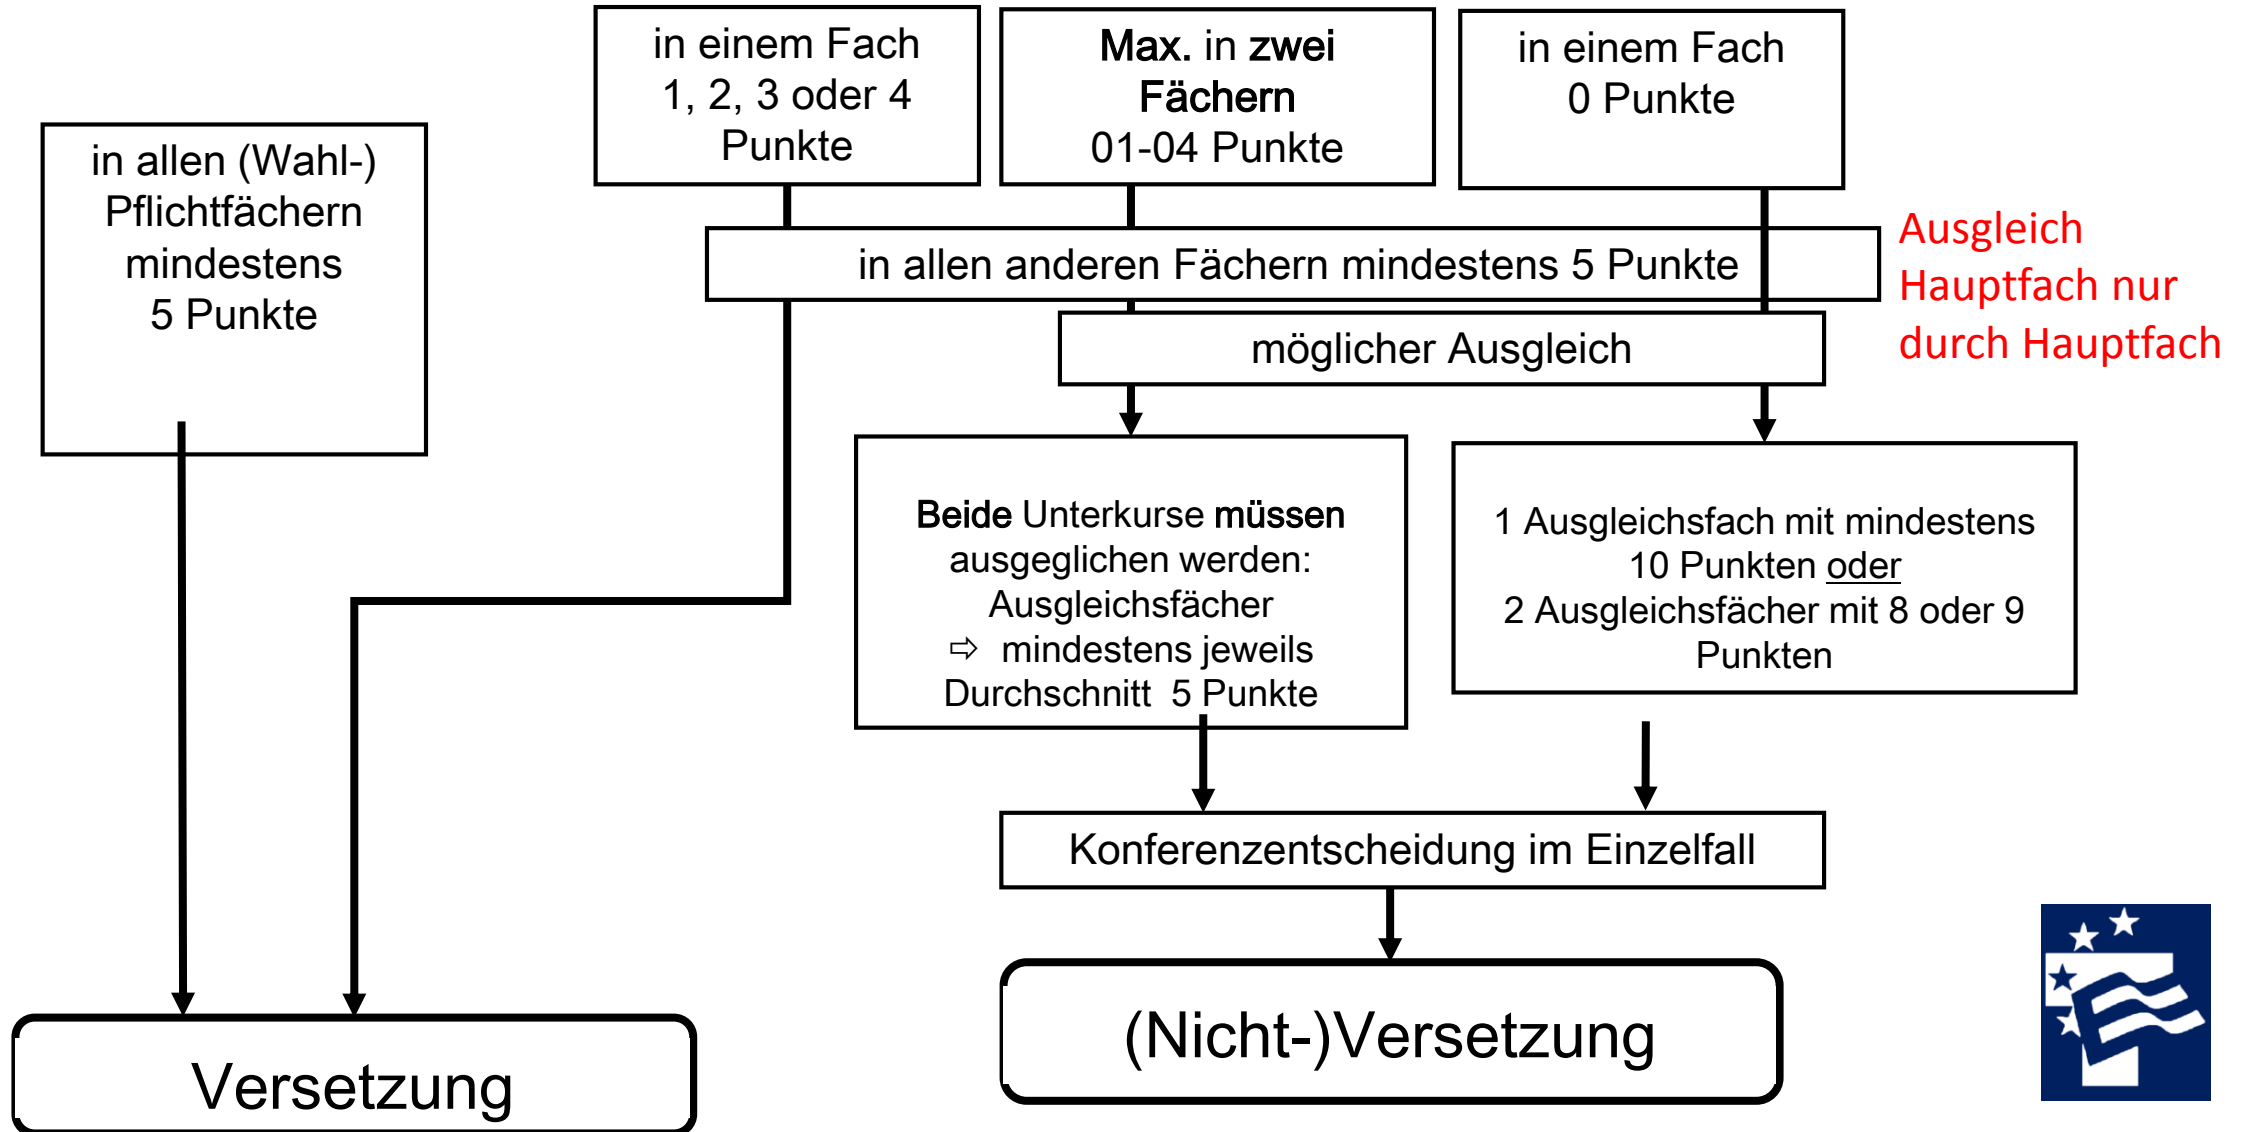 in allen (Wahl-)
Pflichtfächern
mindestens
5 Punkte
in einem Fach
1, 2, 3 oder 4
Punkte
Max. in zwei
Fächern
01-04 Punkte
in einem Fach
0 Punkte
in allen anderen Fächern mindestens 5 Punkte
Ausgleich
Hauptfach nur
durch Hauptfach
möglicher Ausgleich
Beide Unterkurse müssen
ausgeglichen werden:
Ausgleichsfächer
⇨ mindestens jeweils
Durchschnitt 5 Punkte
1 Ausgleichsfach mit mindestens
10 Punkten oder
2 Ausgleichsfächer mit 8 oder 9
Punkten
Konferenzentscheidung im Einzelfall
(Nicht-)Versetzung
Versetzung